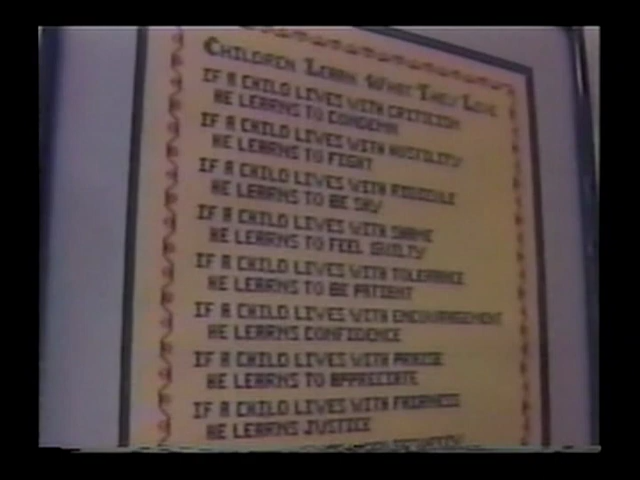 Children Learn What They Live
IF A CHILD LIVES WITH CRITICISM
HE LEARNS TO CONDEMN
IF A CHILD LIVES WITH HOSTILITY
HE LEARNS TO FIGHT
IF A CHILD LIVES WITH RIDICULE
HE LEARNS TO BE SHY
IF A CHILD LIVES WITH SHAME
HE LEARNS TO FEEL GUILTY
IF A CHILD LIVES WITH TOLERANCE
HE LEARNS TO BE PATIENT
IF A CHILD LIVES WITH ENCOURAGEMENT
HE LEARNS CONFIDENCE
IF A CHILD LIVES WITH PRAISE
HE LEARNS TO APPRECIATE
IF A CHILD LIVES WITH FAIRNESS
HE LEARNS JUSTICE